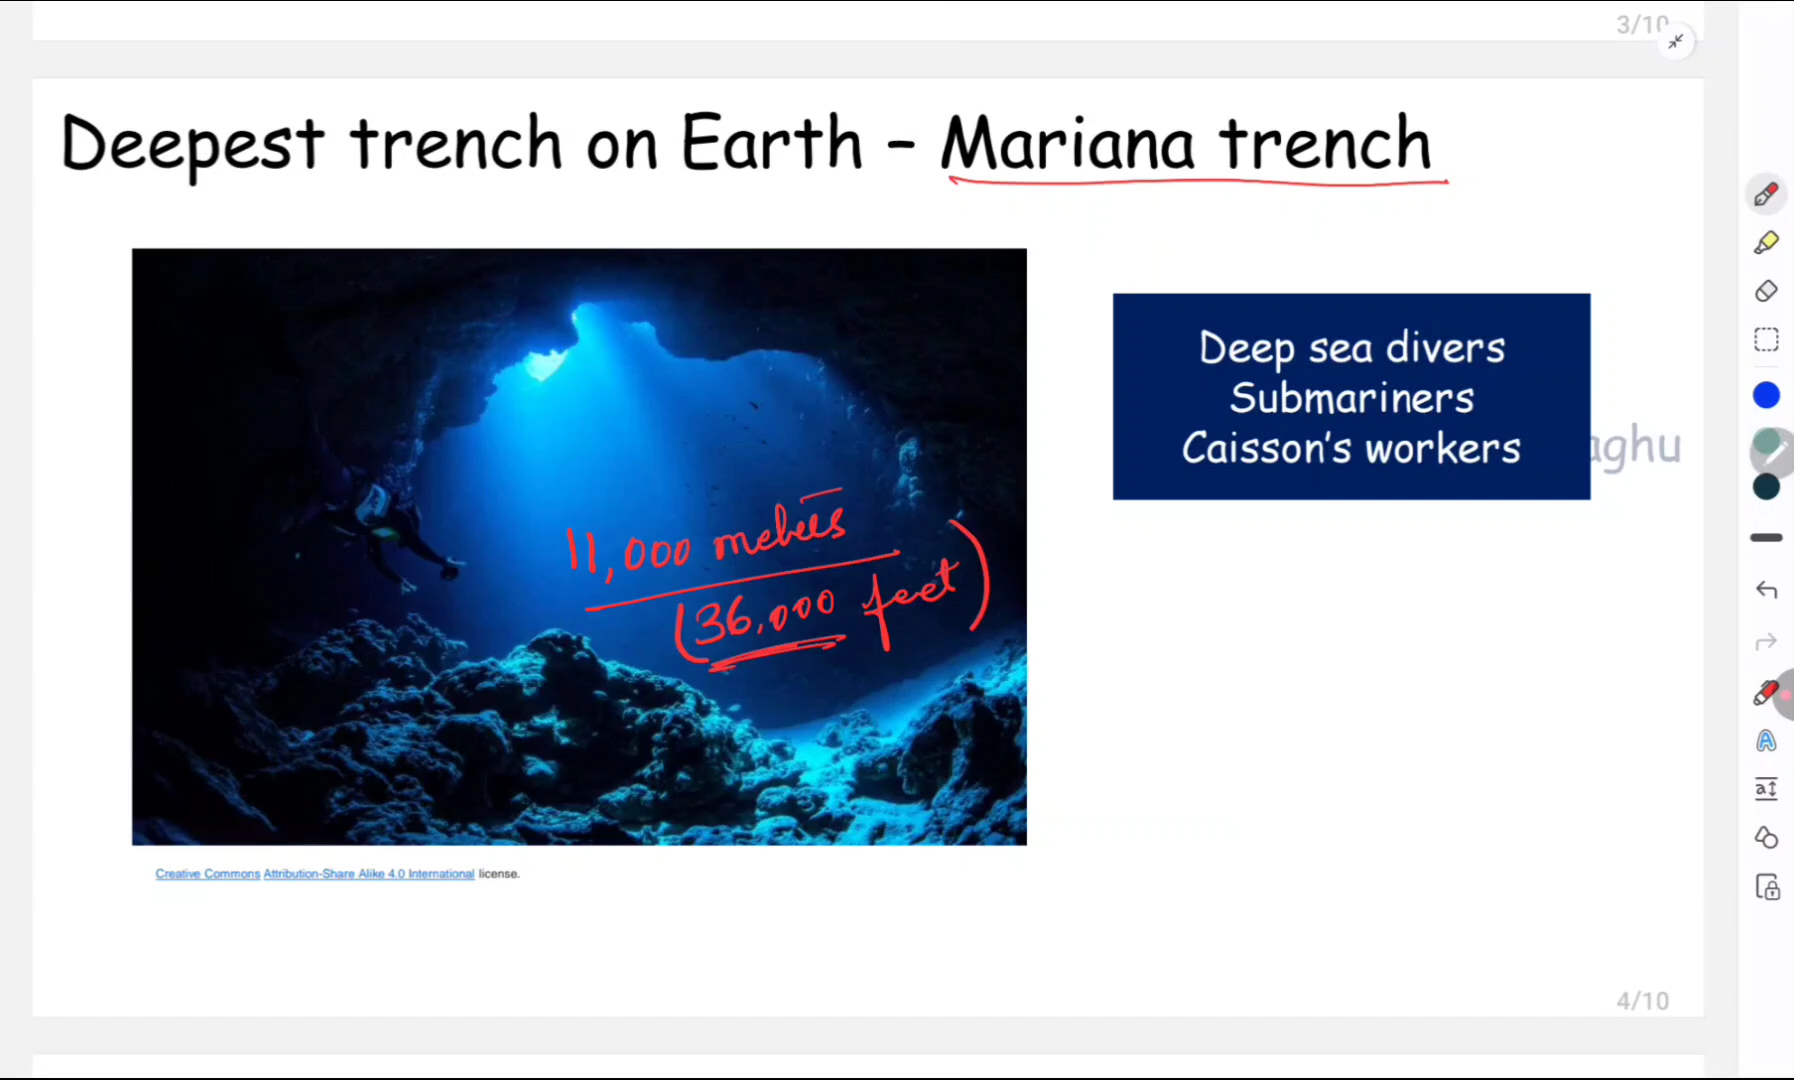 3/10
Deepest trench on Earth - Mariana trench
Deep sea divers
Submariners
Caisson's workers
aghu
11,000 metres
(36,000 feet)
Creative Commons Attribution-Share Alike 4.0 International license.
4/10